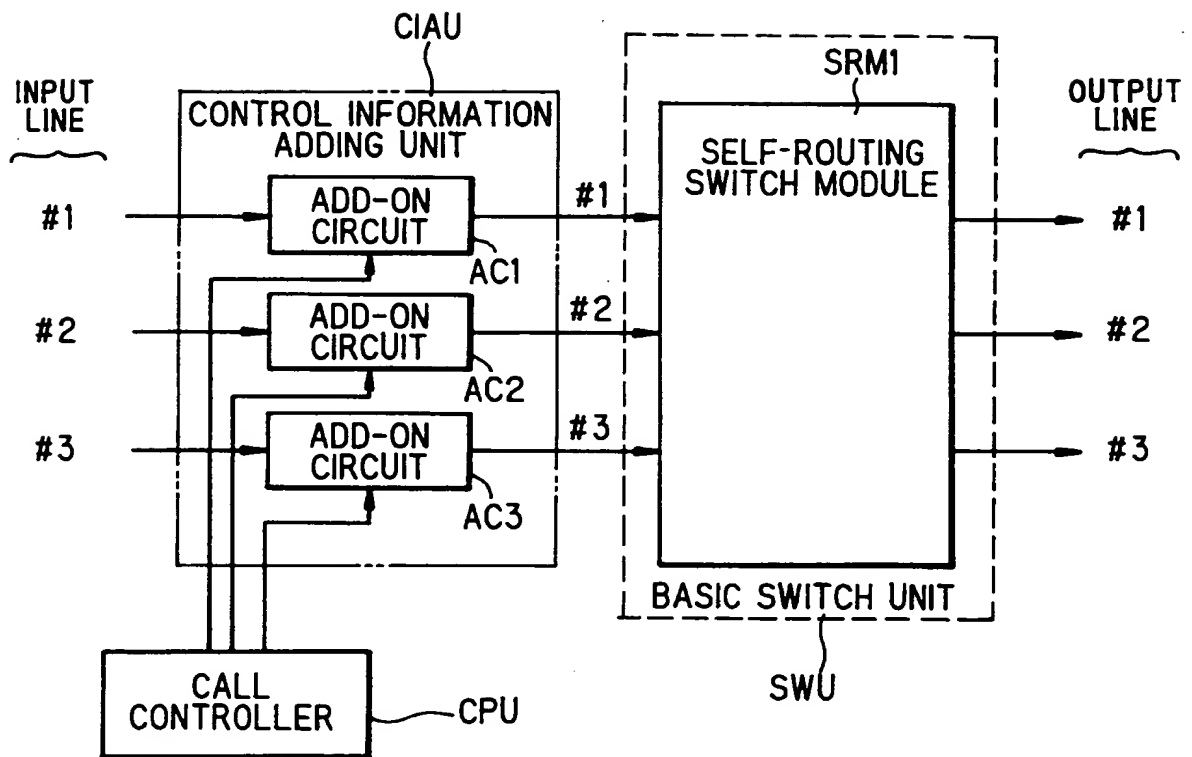 CIAU
SRM1
INPUT
LINE
CONTROL INFORMATION
ADDING UNIT
SELF-ROUTING
SWITCH MODULE
OUTPUT
LINE
#1
ADD-ON
CIRCUIT
AC1
#1
#1
#2
ADD-ON
CIRCUIT
AC2
#2
#2
#3
ADD-ON
CIRCUIT
AC3
#3
#3
BASIC SWITCH UNIT
SWU
CALL
CONTROLLER
CPU